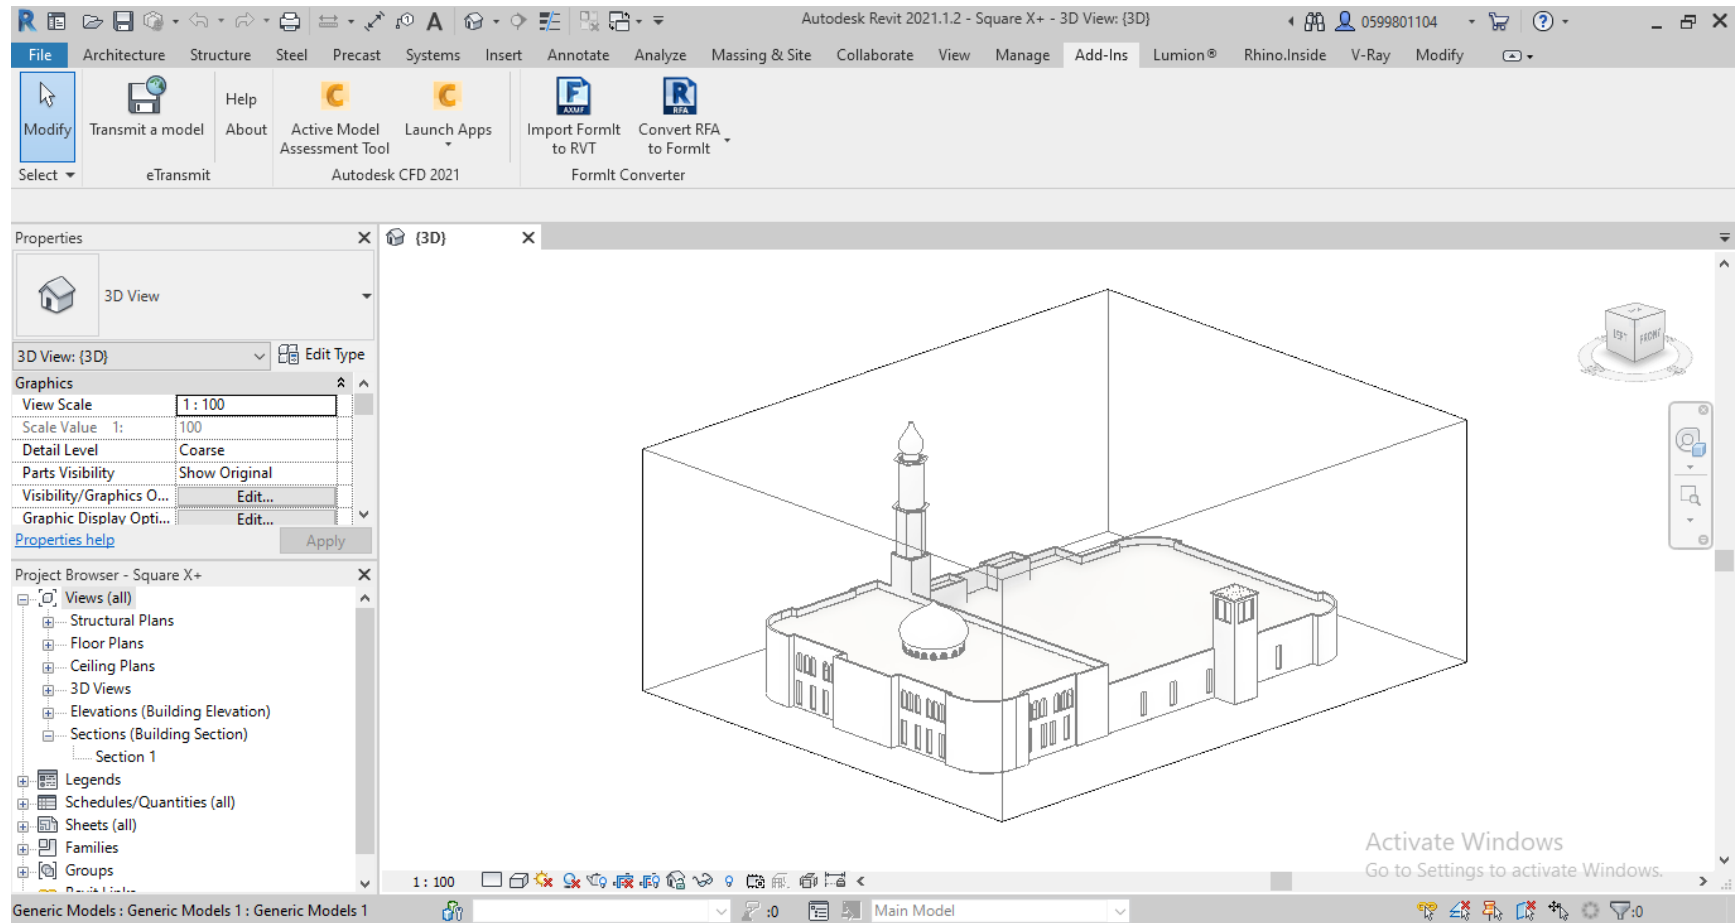 Autodesk Revit 2021.1.2 - Square X+ - 3D View: {3D}
0599801104
File Architecture Structure Steel Precast Systems Insert Annotate Analyze Massing & Site Collaborate View Manage Add-Ins Lumion® Rhino.Inside V-Ray Modify
Modify
Transmit a model
Help
About
Active Model
Assessment Tool
Launch Apps
AXMF
Import FormIt
to RVT
RFA
Convert RFA
to FormIt
Select
eTransmit
Autodesk CFD 2021
FormIt Converter
Properties
{3D}
3D View
3D View: {3D}
Edit Type
Graphics
View Scale 1 : 100
Scale Value 1: 100
Detail Level Coarse
Parts Visibility Show Original
Visibility/Graphics O... Edit...
Graphic Display Opti... Edit...
Properties help
Apply
Project Browser - Square X+
Views (all)
Structural Plans
Floor Plans
Ceiling Plans
3D Views
Elevations (Building Elevation)
Sections (Building Section)
Section 1
Legends
Schedules/Quantities (all)
Sheets (all)
Families
Groups
Revit Links
LEFT
FRONT
Activate Windows
Go to Settings to activate Windows.
1 : 100
Generic Models : Generic Models 1 : Generic Models 1
:0
Main Model
:0